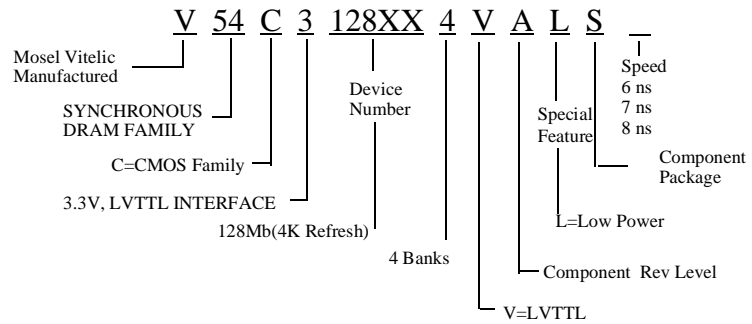 V 54 C 3 128XX 4 V A L S
Mosel Vitelic
Manufactured
SYNCHRONOUS
DRAM FAMILY
C=CMOS Family
3.3V, LVTTL INTERFACE
Device
Number
128Mb(4K Refresh)
4 Banks
V=LVTTL
Component Rev Level
Special
Feature
L=Low Power
Component
Package
Speed
6 ns
7 ns
8 ns